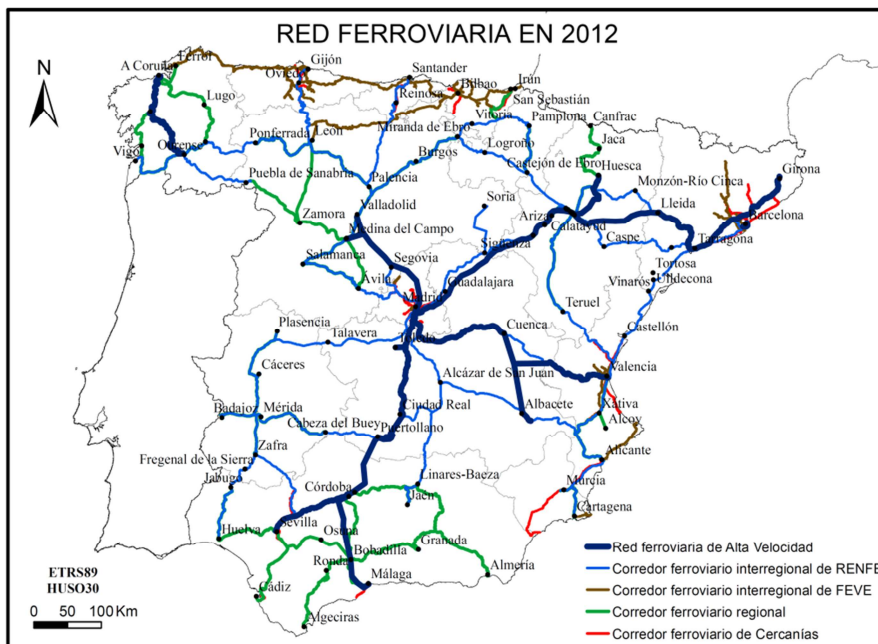 RED FERROVIARIA EN 2012
N
A Coruña
Ferrol
Gijón
Oviedo
Santander
Bilbao
Irún
San Sebastián
Lugo
Reinosa
Vitoria
Pamplona
Canfranc
Ponferrada
León
Miranda de Ebro
Jaca
Vigo
Ourense
Burgos
Logroño
Castejón de Ebro
Huesca
Girona
Puebla de Sanabria
Palencia
Monzón-Río Cinca
Zamora
Valladolid
Soria
Ariza
Lleida
Barcelona
Medina del Campo
Calatayud
Caspe
Tarragona
Salamanca
Segovia
Sigüenza
Tortosa
Ávila
Guadalajara
Vinarós
Ulldecona
Madrid
Teruel
Plasencia
Talavera
Toledo
Cuenca
Castellón
Cáceres
Alcázar de San Juan
Valencia
Badajoz
Mérida
Ciudad Real
Albacete
Xativa
Cabeza del Buey
Puertollano
Alcoy
Zafra
Fregenal de la Sierra
Alicante
Jabugo
Linares-Baeza
Murcia
Córdoba
Jaén
Cartagena
Huelva
Sevilla
Osuna
Granada
Bobadilla
Ronda
Almería
Málaga
Cádiz
Algeciras
ETRS89
HUSO30
0 50 100 Km
Red ferroviaria de Alta Velocidad
Corredor ferroviario interregional de RENFE
Corredor ferroviario interregional de FEVE
Corredor ferroviario regional
Corredor ferroviario de Cercanías